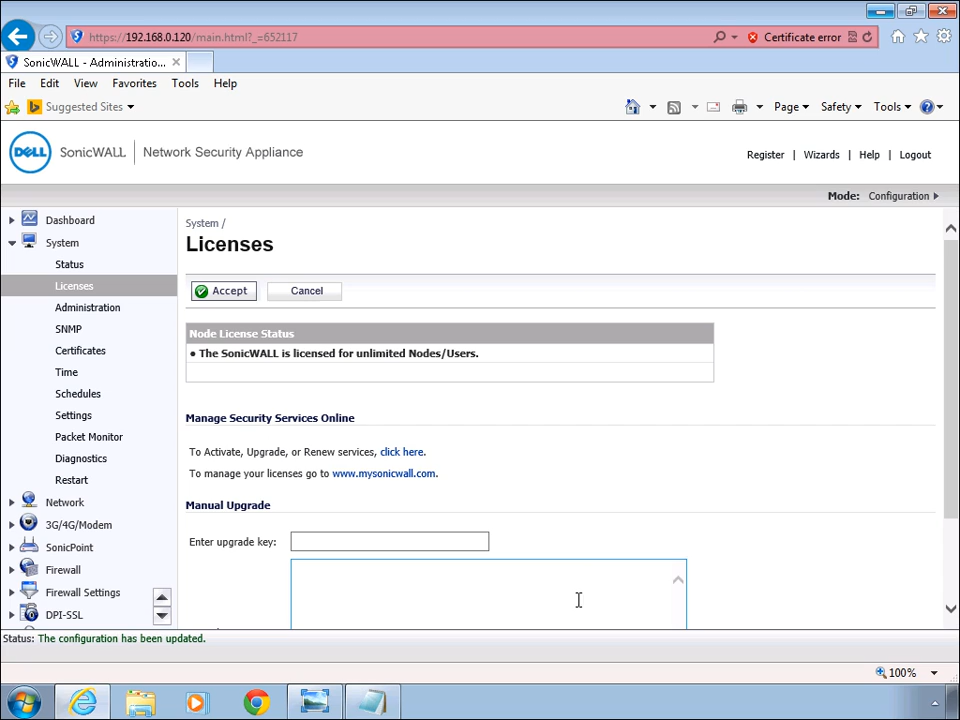 https://192.168.0.120/main.html?_=652117
Certificate error
SonicWALL - Administratio...
File Edit View Favorites Tools Help
Suggested Sites
Page Safety Tools
DELL SonicWALL | Network Security Appliance
Register | Wizards | Help | Logout
Mode: Configuration
Dashboard
System
Status
Licenses
Administration
SNMP
Certificates
Time
Schedules
Settings
Packet Monitor
Diagnostics
Restart
Network
3G/4G/Modem
SonicPoint
Firewall
Firewall Settings
DPI-SSL
System /
Licenses
Accept Cancel
Node License Status
• The SonicWALL is licensed for unlimited Nodes/Users.
Manage Security Services Online
To Activate, Upgrade, or Renew services, click here.
To manage your licenses go to www.mysonicwall.com.
Manual Upgrade
Enter upgrade key:
Status: The configuration has been updated.
100%